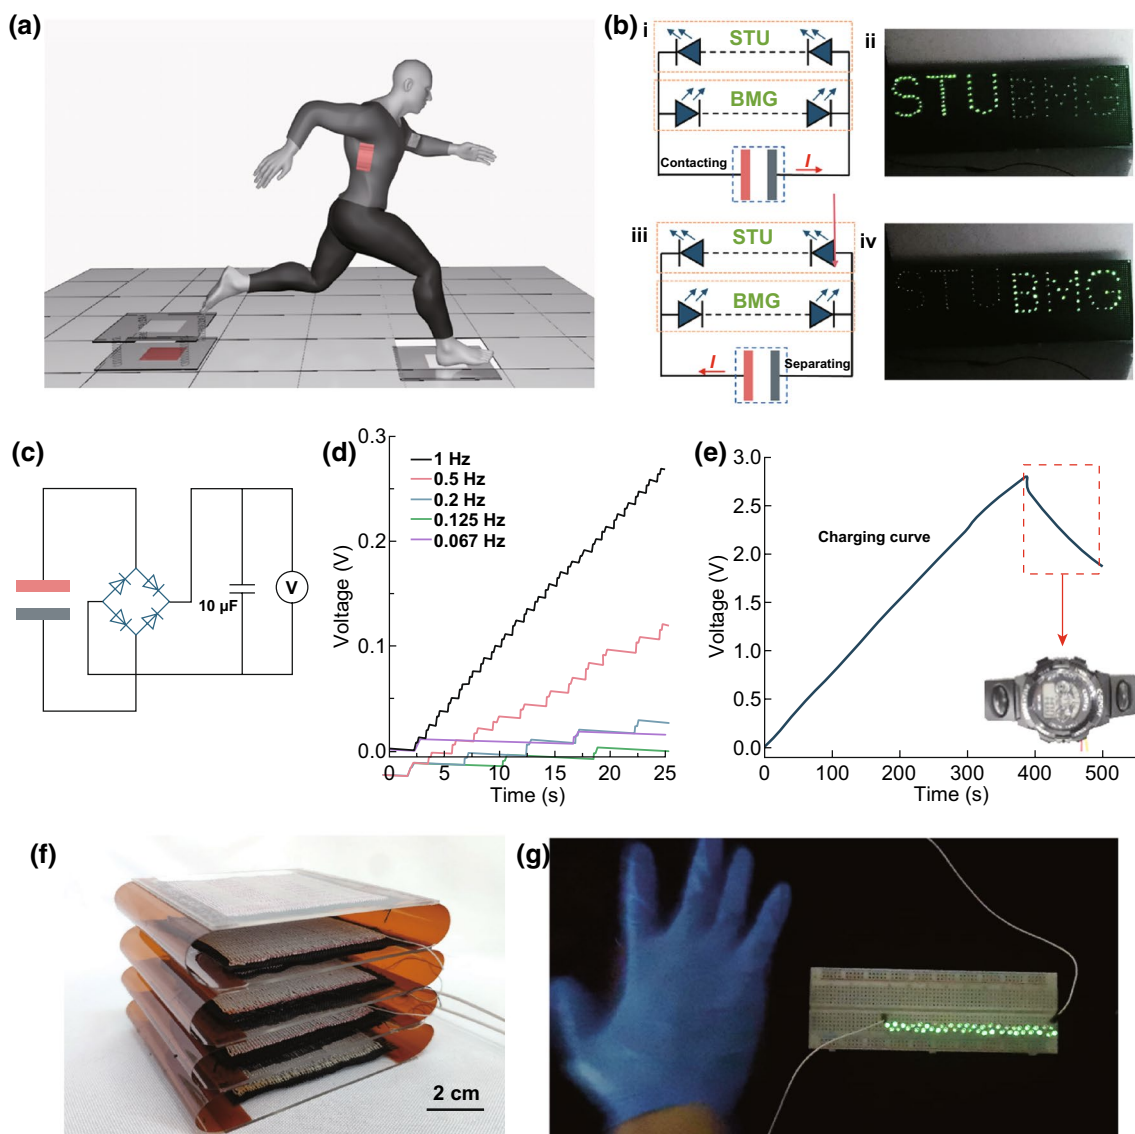 (a)
(b)
i
STU
BMG
Contacting
I
ii
STUBMG
iii
STU
BMG
I
Separating
iv
STUBMG
(c)
10 µF
V
(d)
0.3
0.2
0.1
0.0
Voltage (V)
1 Hz
0.5 Hz
0.2 Hz
0.125 Hz
0.067 Hz
0 5 10 15 20 25
Time (s)
(e)
3.0
2.5
2.0
1.5
1.0
0.5
0.0
Voltage (V)
Charging curve
0 100 200 300 400 500
Time (s)
(f)
2 cm
(g)